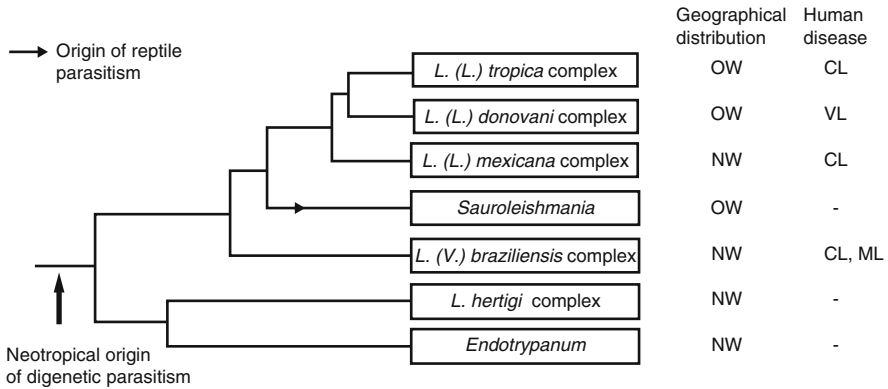 Geographical distribution
Human disease
Origin of reptile parasitism
L. (L.) tropica complex OW CL
L. (L.) donovani complex OW VL
L. (L.) mexicana complex NW CL
Sauroleishmania OW -
L. (V.) braziliensis complex NW CL, ML
L. hertigi complex NW -
Endotrypanum NW -
Neotropical origin
of digenetic parasitism